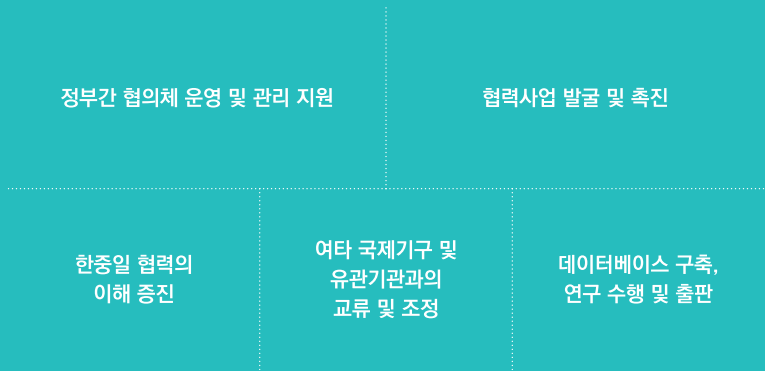 정부간 협의체 운영 및 관리 지원
협력사업 발굴 및 촉진
한중일 협력의
이해 증진
여타 국제기구 및
유관기관과의
교류 및 조정
데이터베이스 구축,
연구 수행 및 출판